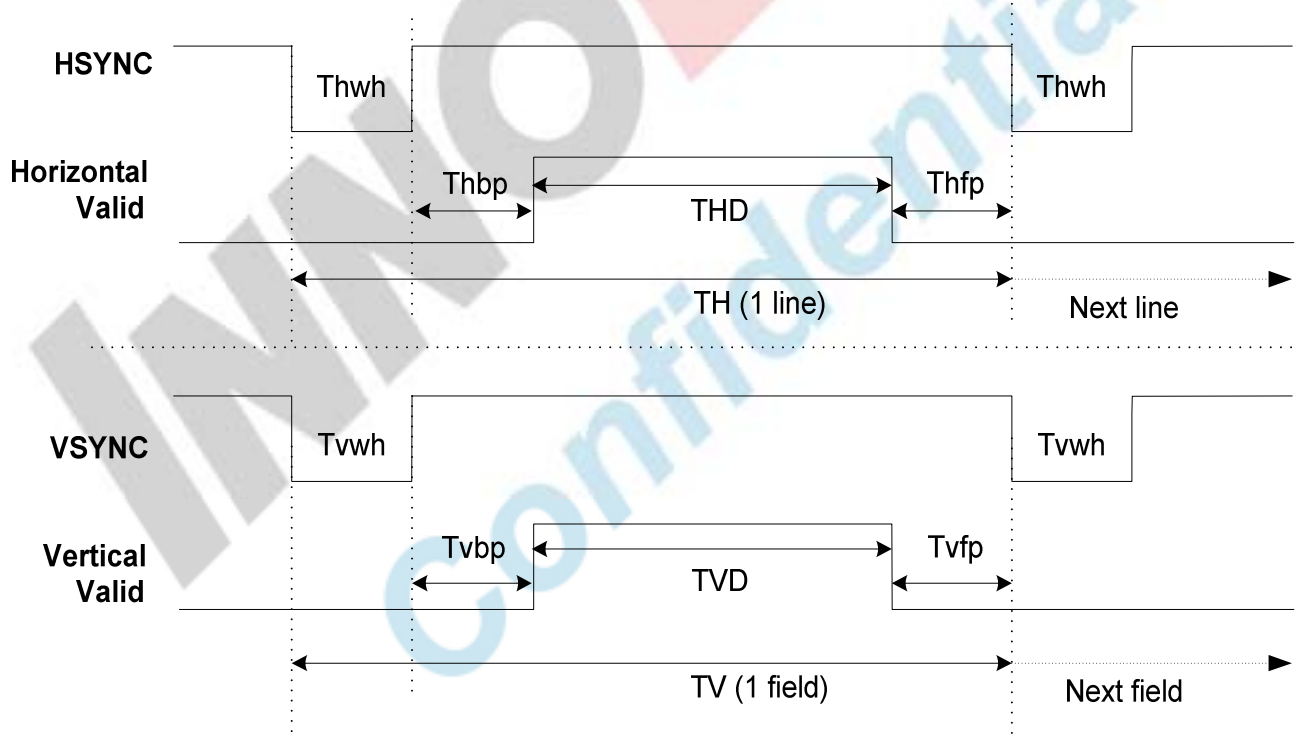 HSYNC
Thwh
Thwh
Horizontal
Valid
Thbp
THD
Thfp
TH (1 line)
Next line
VSYNC
Tvwh
Tvwh
Vertical
Valid
Tvbp
TVD
Tvfp
TV (1 field)
Next field
INNO
Confidentia